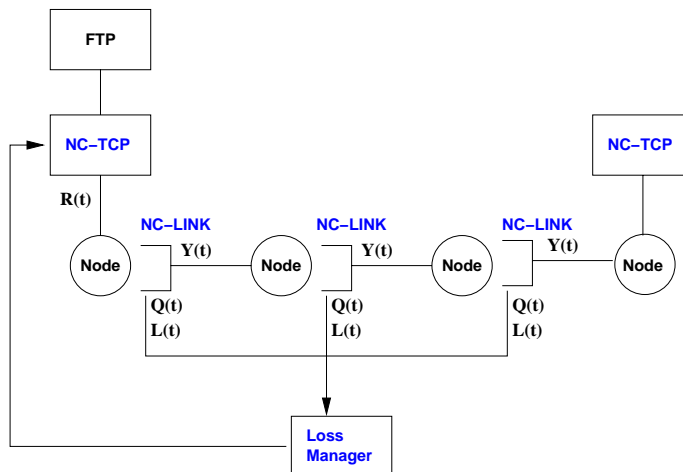 FTP
NC–TCP
NC–TCP
R(t)
NC–LINK
NC–LINK
NC–LINK
Y(t)
Y(t)
Y(t)
Node
Node
Node
Node
Q(t)
L(t)
Q(t)
L(t)
Q(t)
L(t)
Loss
Manager